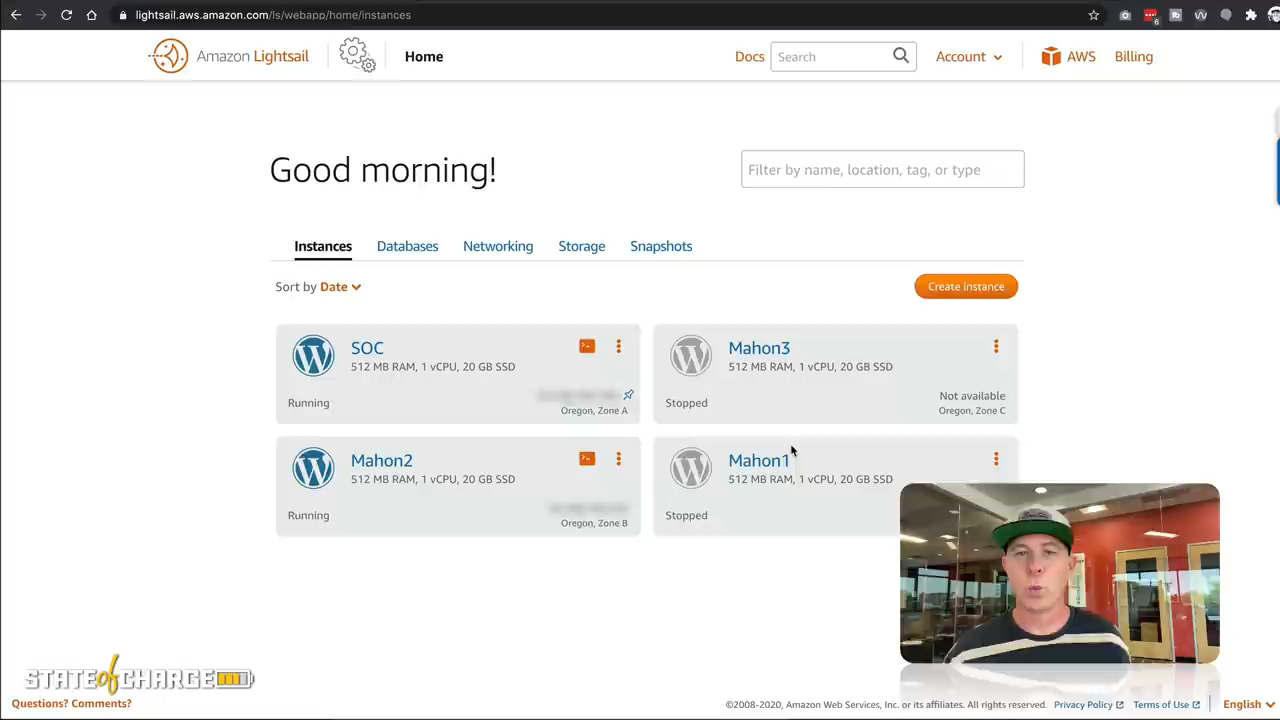 lightsail.aws.amazon.com/ls/webapp/home/instances
6
Amazon Lightsail
Home
Docs
Search
Account
AWS
Billing
Good morning!
Filter by name, location, tag, or type
Instances
Databases
Networking
Storage
Snapshots
Sort by Date
Create instance
SOC
512 MB RAM, 1 vCPU, 20 GB SSD
Running
Oregon, Zone A
Mahon3
512 MB RAM, 1 vCPU, 20 GB SSD
Stopped
Not available
Oregon, Zone C
Mahon2
512 MB RAM, 1 vCPU, 20 GB SSD
Running
Oregon, Zone B
Mahon1
512 MB RAM, 1 vCPU, 20 GB SSD
Stopped
STATE of CHARGE
Questions? Comments?
©2008-2020, Amazon Web Services, Inc. or its affiliates. All rights reserved.
Privacy Policy
Terms of Use
English